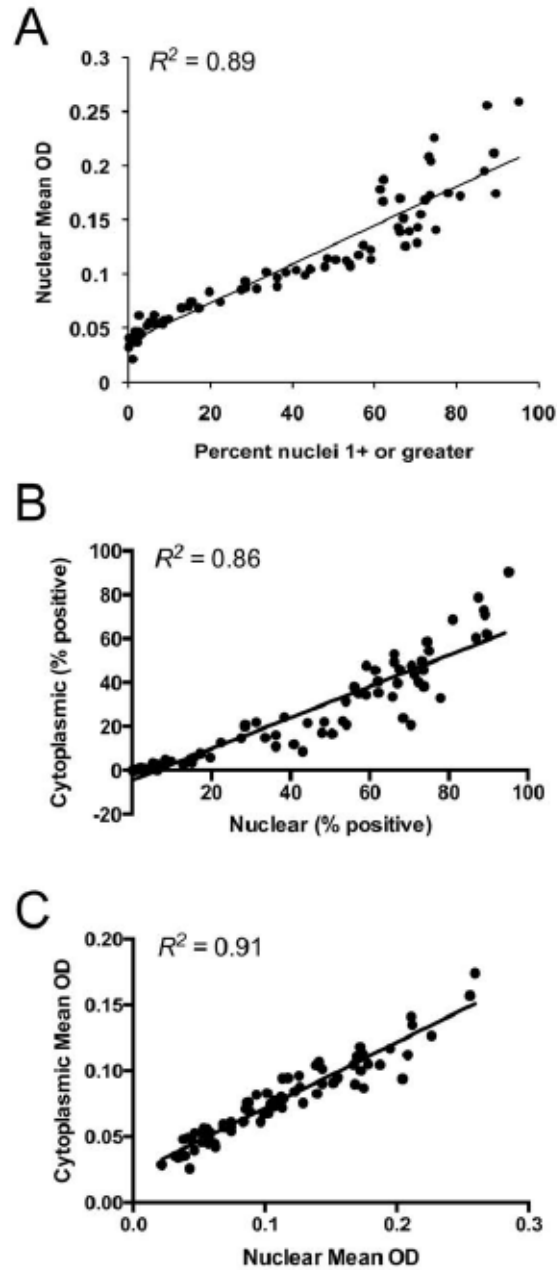 A
R² = 0.89
0.3
0.25
0.2
0.15
0.1
0.05
0
Nuclear Mean OD
0 20 40 60 80 100
Percent nuclei 1+ or greater
B
R² = 0.86
100
80
60
40
20
0
-20
Cytoplasmic (% positive)
20 40 60 80 100
Nuclear (% positive)
C
R² = 0.91
0.20
0.15
0.10
0.05
0.00
Cytoplasmic Mean OD
0.0 0.1 0.2 0.3
Nuclear Mean OD